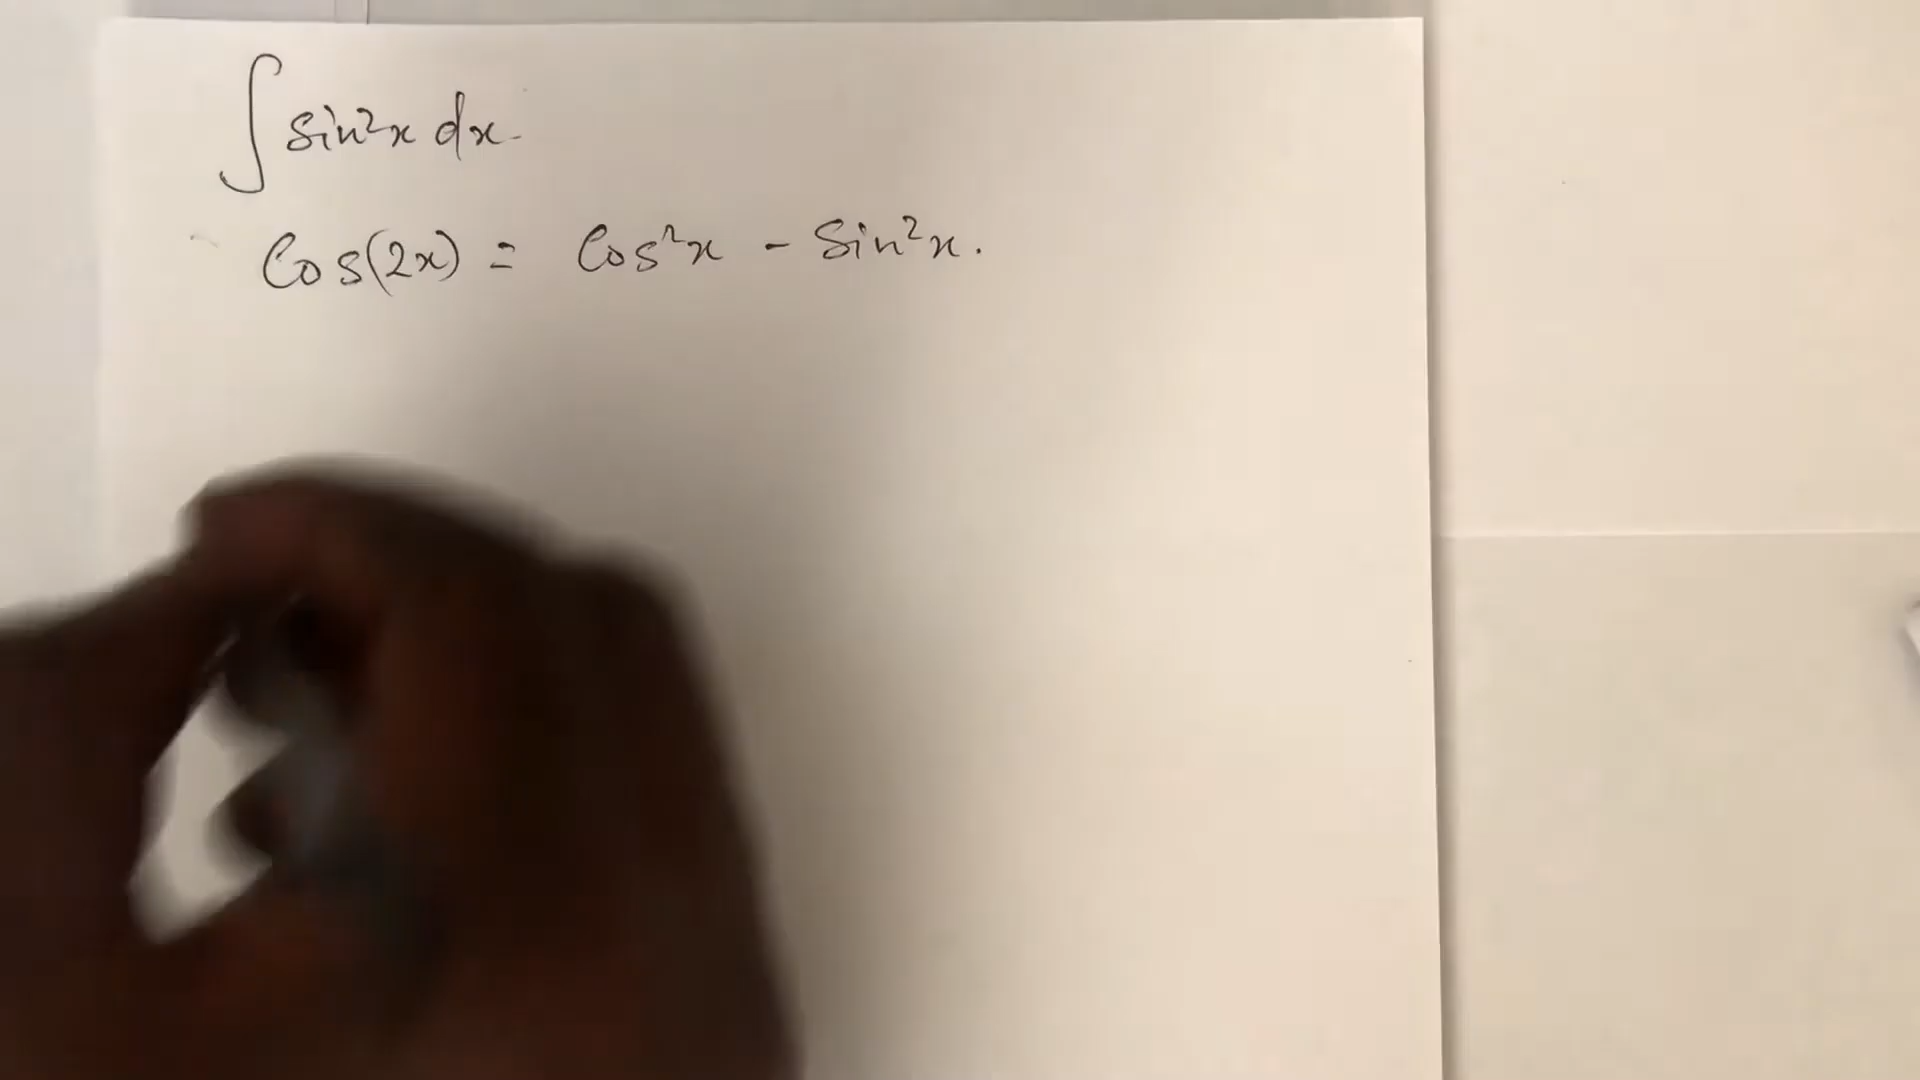 ∫ sin²x dx
Cos(2x) = Cos²x - Sin²x.